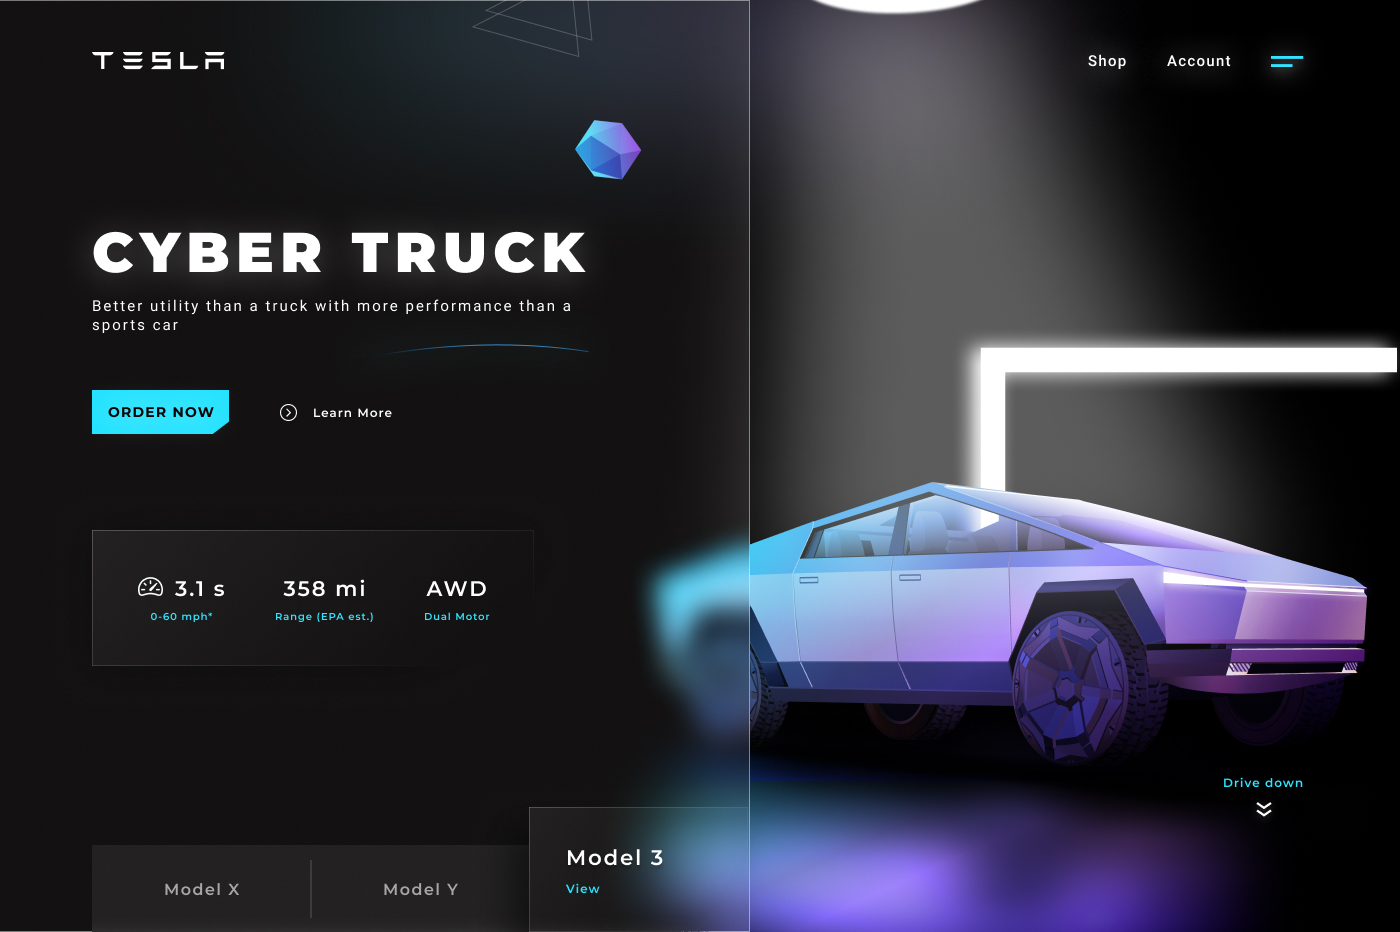 TESLA
Shop
Account
CYBER TRUCK
Better utility than a truck with more performance than a
sports car
ORDER NOW
Learn More
3.1 s
0-60 mph*
358 mi
Range (EPA est.)
AWD
Dual Motor
Drive down
Model X
Model Y
Model 3
View